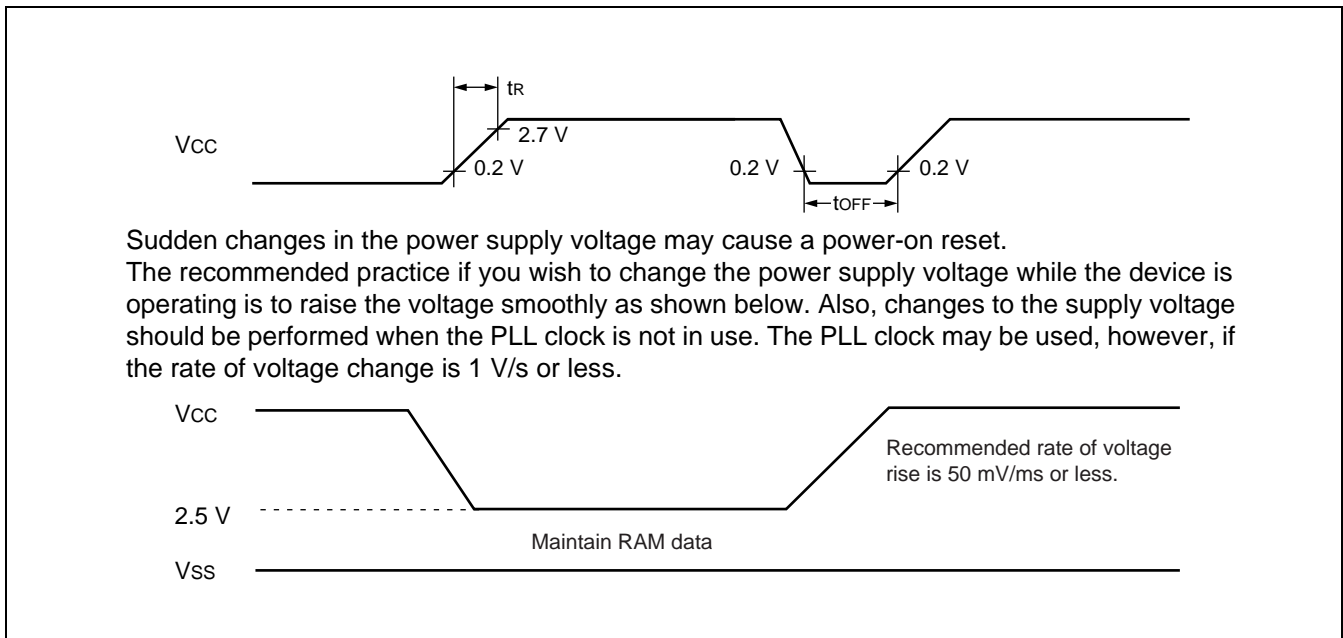 tR
2.7 V
VCC
0.2 V
0.2 V
0.2 V
tOFF
Sudden changes in the power supply voltage may cause a power-on reset.
The recommended practice if you wish to change the power supply voltage while the device is
operating is to raise the voltage smoothly as shown below. Also, changes to the supply voltage
should be performed when the PLL clock is not in use. The PLL clock may be used, however, if
the rate of voltage change is 1 V/s or less.
VCC
Recommended rate of voltage
rise is 50 mV/ms or less.
2.5 V
Maintain RAM data
VSS